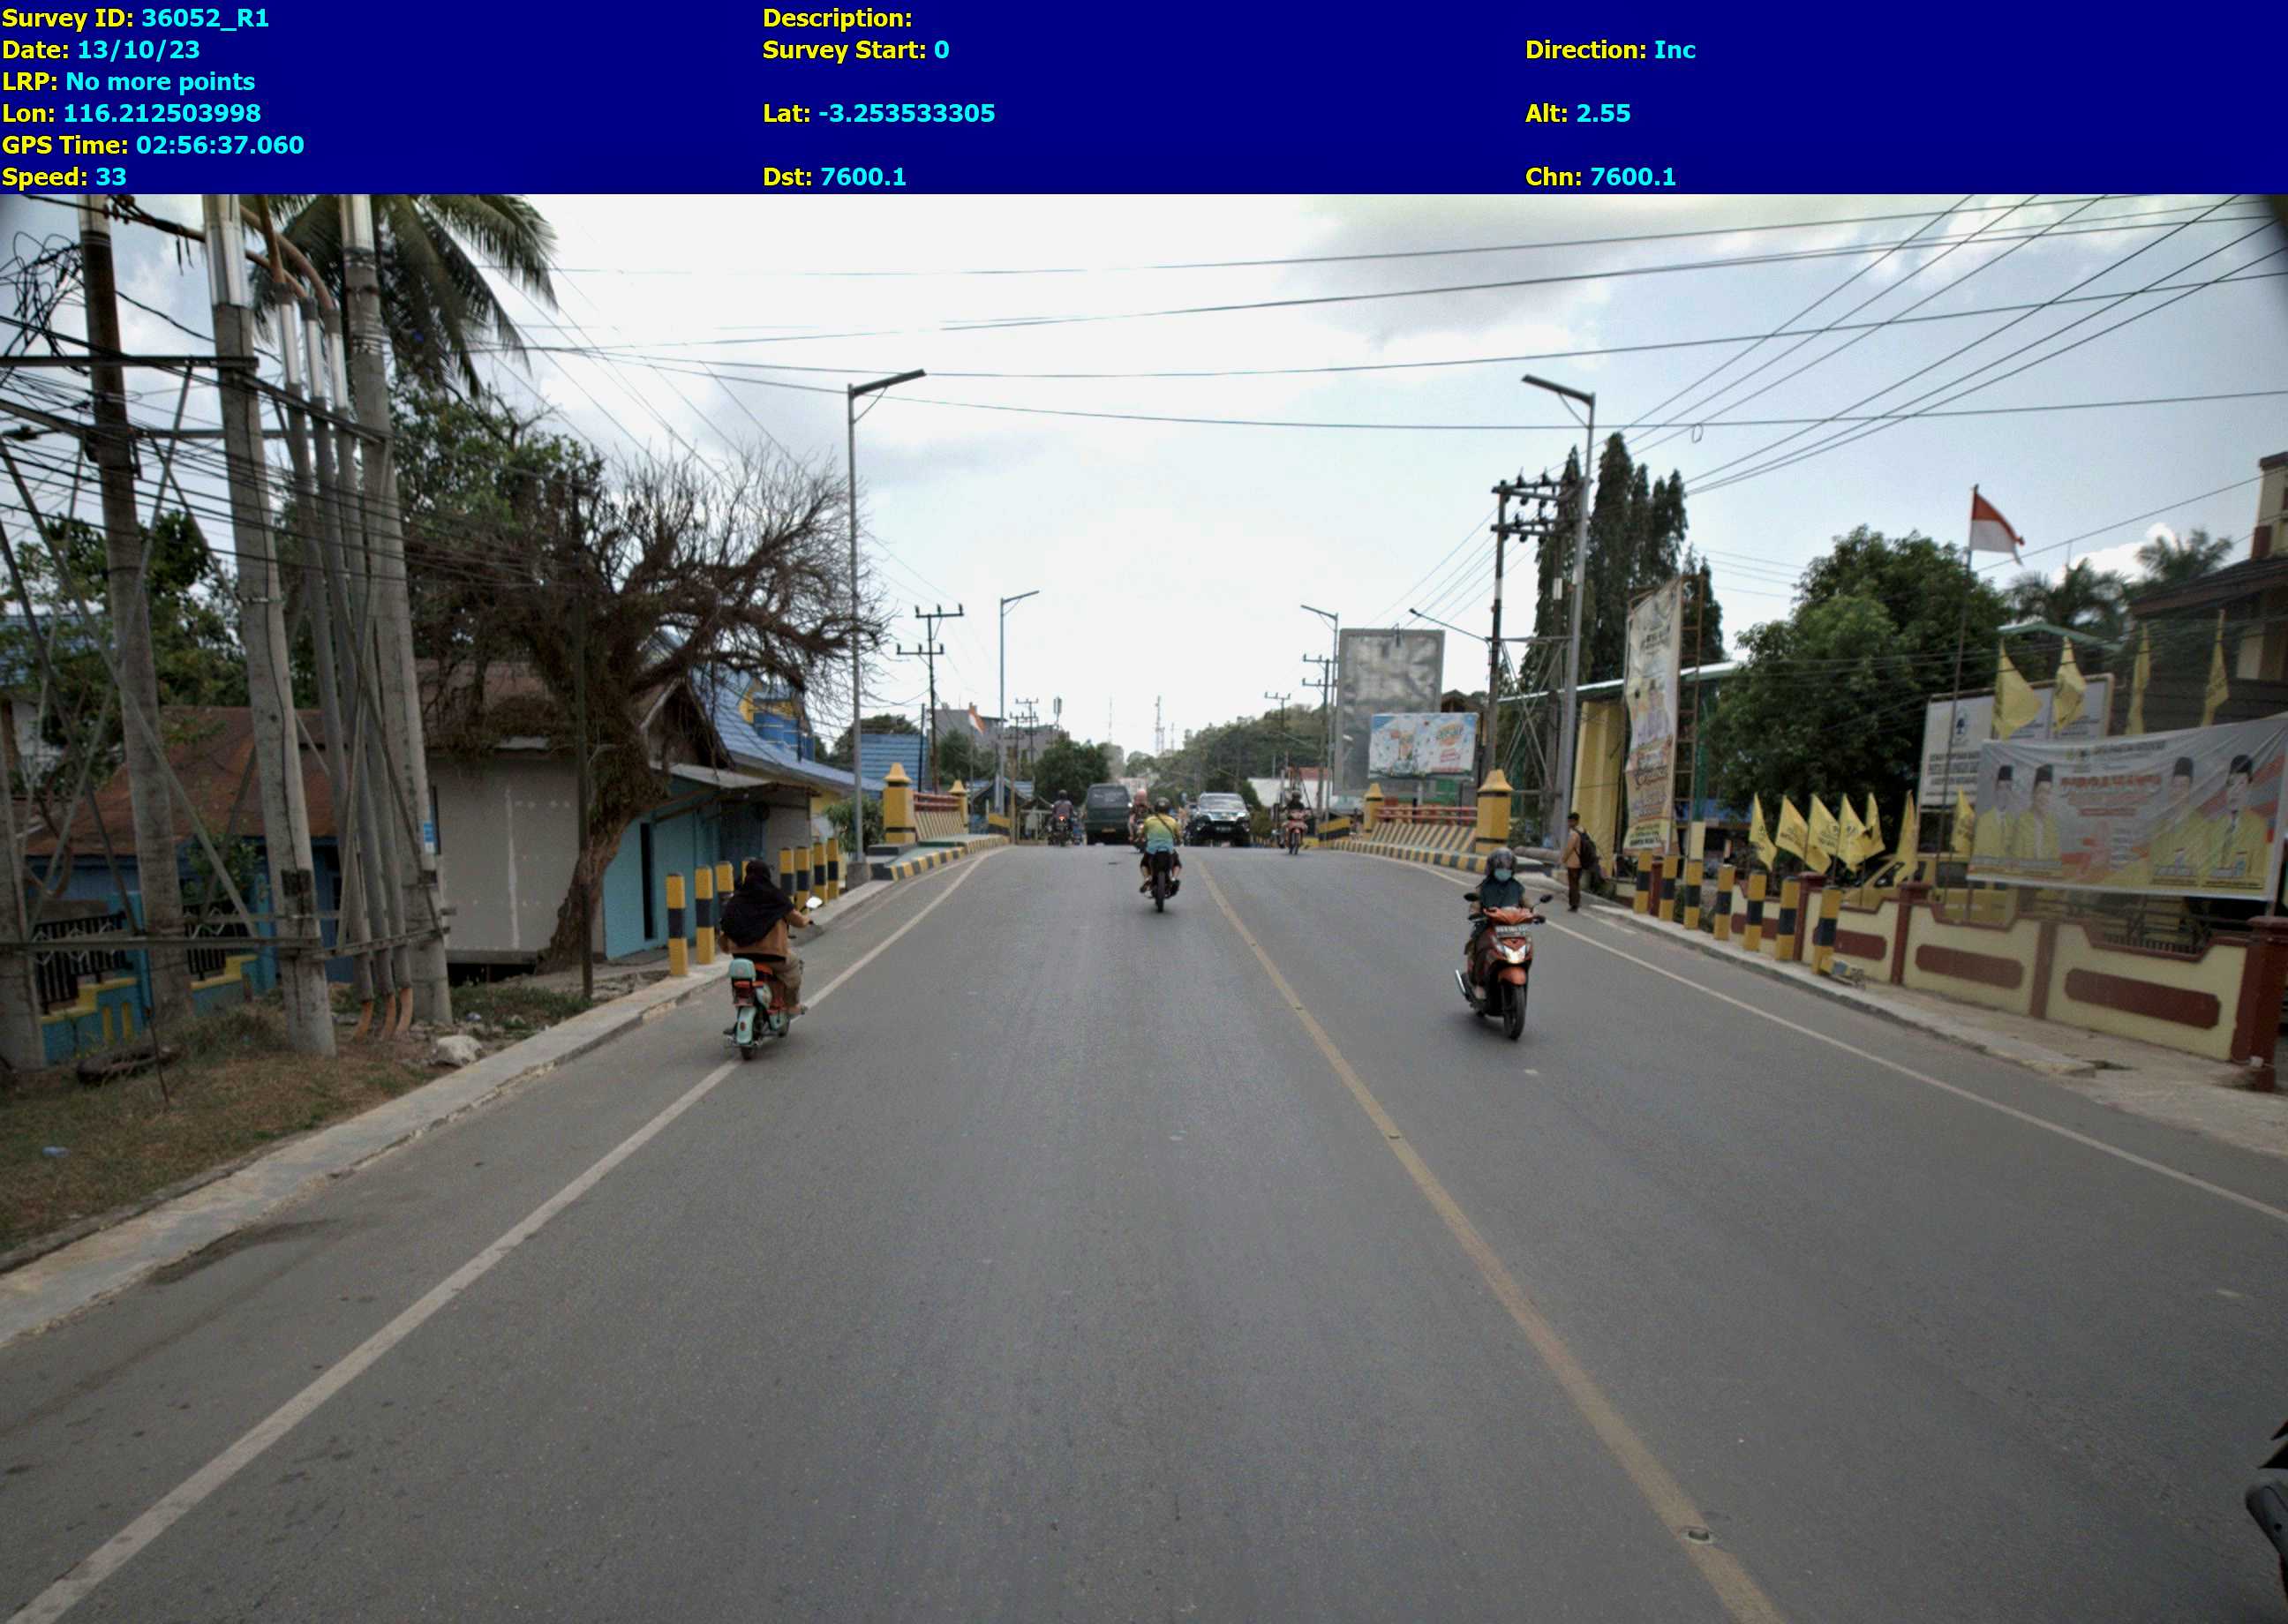 Survey ID: 36052_R1
Description:
Date: 13/10/23
Survey Start: 0
Direction: Inc
LRP: No more points
Lon: 116.212503998
Lat: -3.253533305
Alt: 2.55
GPS Time: 02:56:37.060
Speed: 33
Dst: 7600.1
Chn: 7600.1